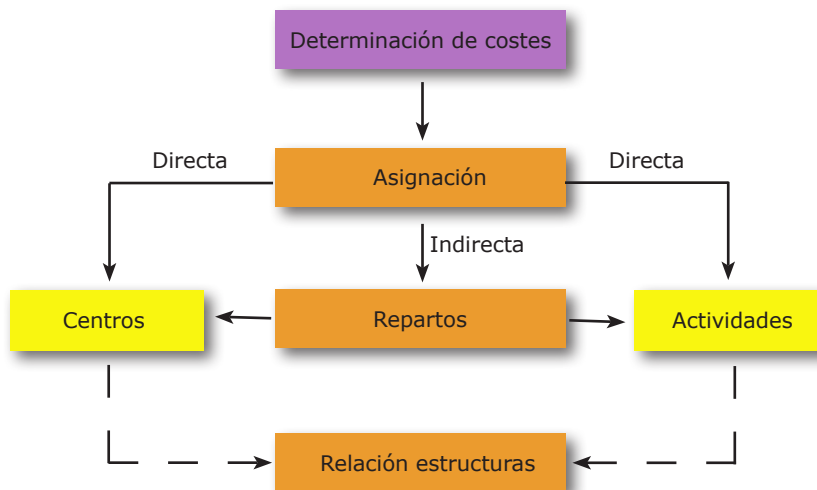 Determinación de costes
Directa
Directa
Asignación
Indirecta
Centros
Repartos
Actividades
Relación estructuras